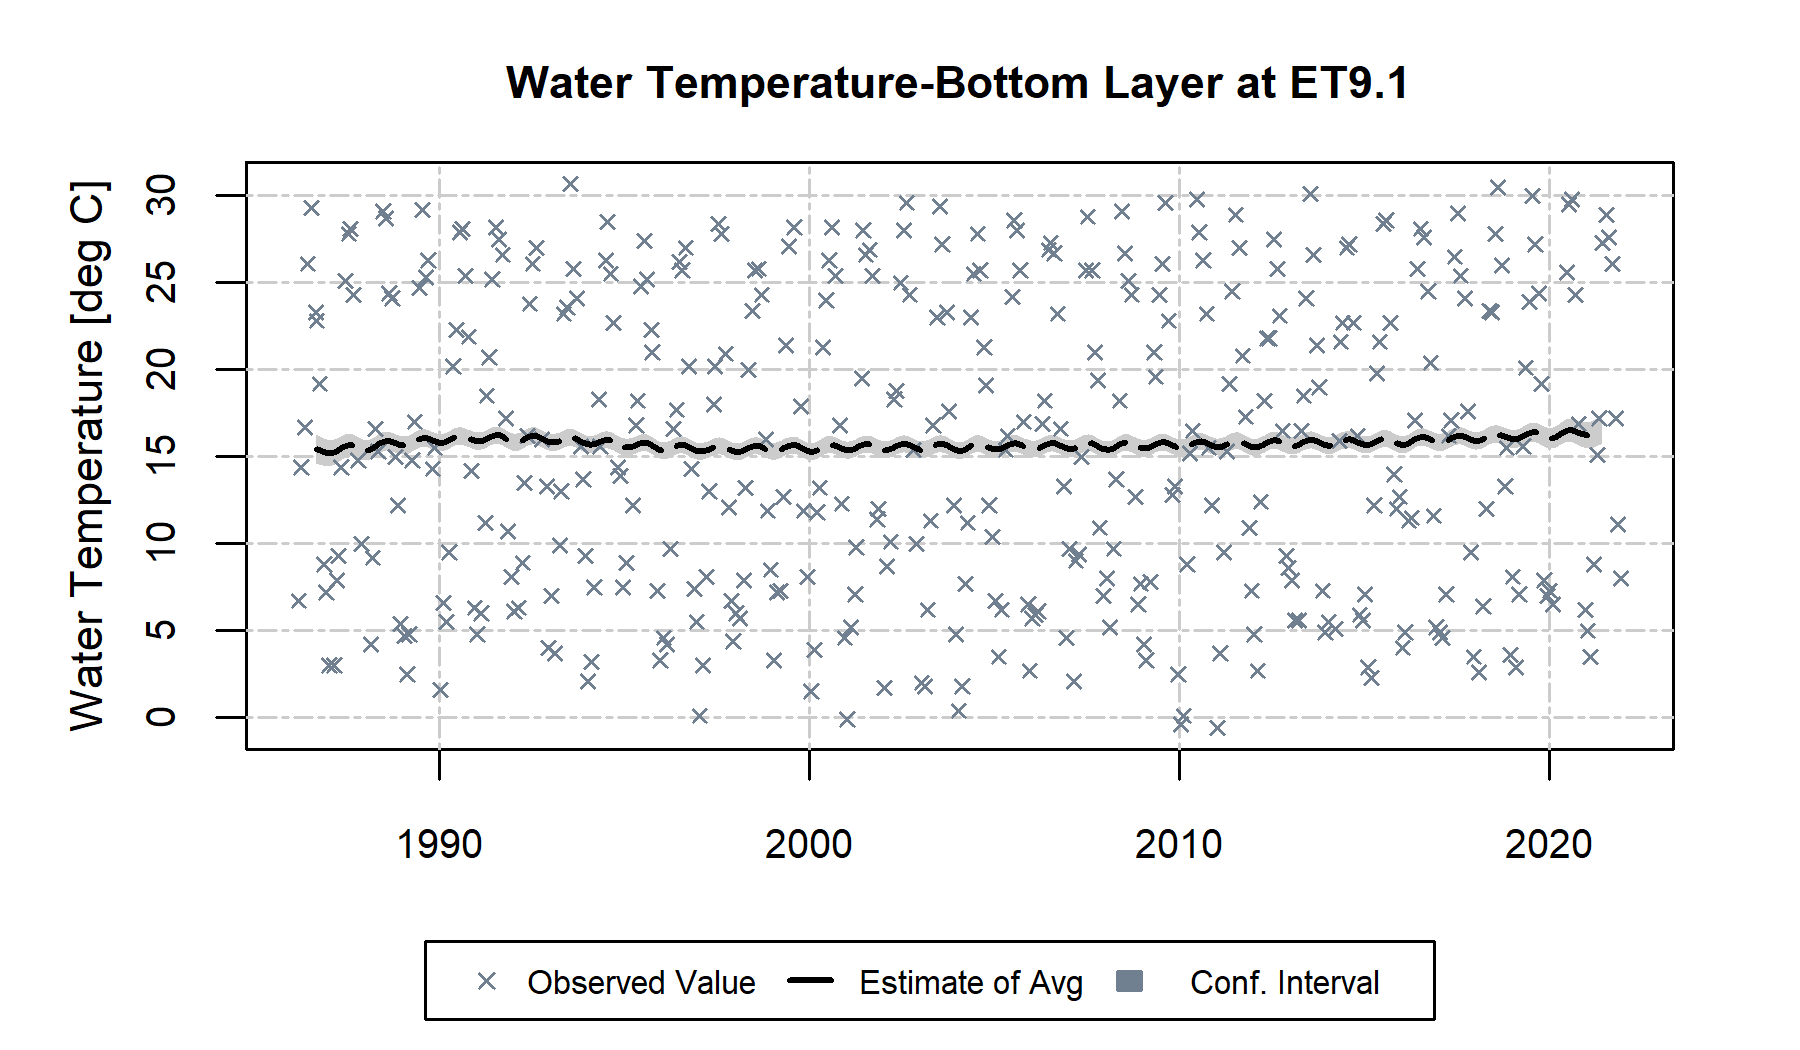 Water Temperature-Bottom Layer at ET9.1
Water Temperature [deg C]
30
25
20
15
10
5
0
1990 2000 2010 2020
Observed Value Estimate of Avg Conf. Interval